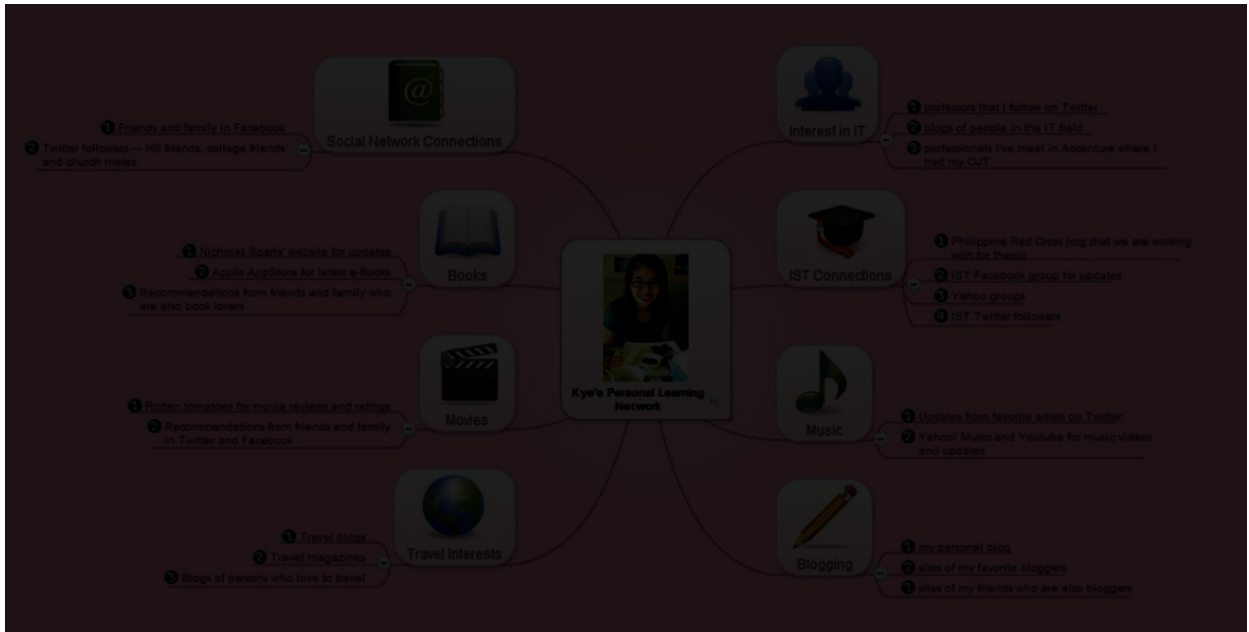 Social Network Connections
1 Friends and family in Facebook
2 Twitter followers — HS friends, college friends
and church mates
Books
1 Nicholas Sparks' website for updates
2 Apple AppStore for latest e-Books
3 Recommendations from friends and family who
are also book lovers
Movies
1 Rotten tomatoes for movie reviews and ratings
2 Recommendations from friends and family
in Twitter and Facebook
Travel Interests
1 Travel blogs
2 Travel magazines
3 Blogs of persons who love to travel
Kye's Personal Learning
Network
Interest in IT
1 professors that I follow on Twitter
2 blogs of people in the IT field
3 professionals I've meet in Accenture where I
had my OJT
IST Connections
1 Philippine Red Cross (org that we are working
with for thesis)
2 IST Facebook group for updates
3 Yahoo groups
4 IST Twitter followers
Music
1 Updates from favorite artists on Twitter
2 Yahoo! Music and Youtube for music videos
and updates
Blogging
1 my personal blog
2 sites of my favorite bloggers
3 sites of my friends who are also bloggers